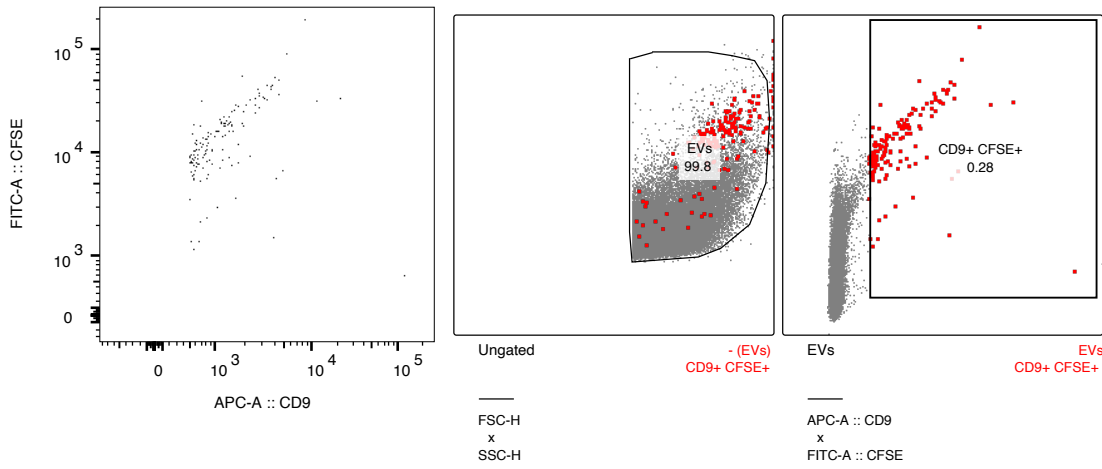 10^5
10^4
10^3
0
FITC-A :: CFSE
0
10^3
10^4
10^5
APC-A :: CD9
EVs
99.8
Ungated
- (EVs)
CD9+ CFSE+
FSC-H
x
SSC-H
CD9+ CFSE+
0.28
EVs
EVs
CD9+ CFSE+
APC-A :: CD9
x
FITC-A :: CFSE